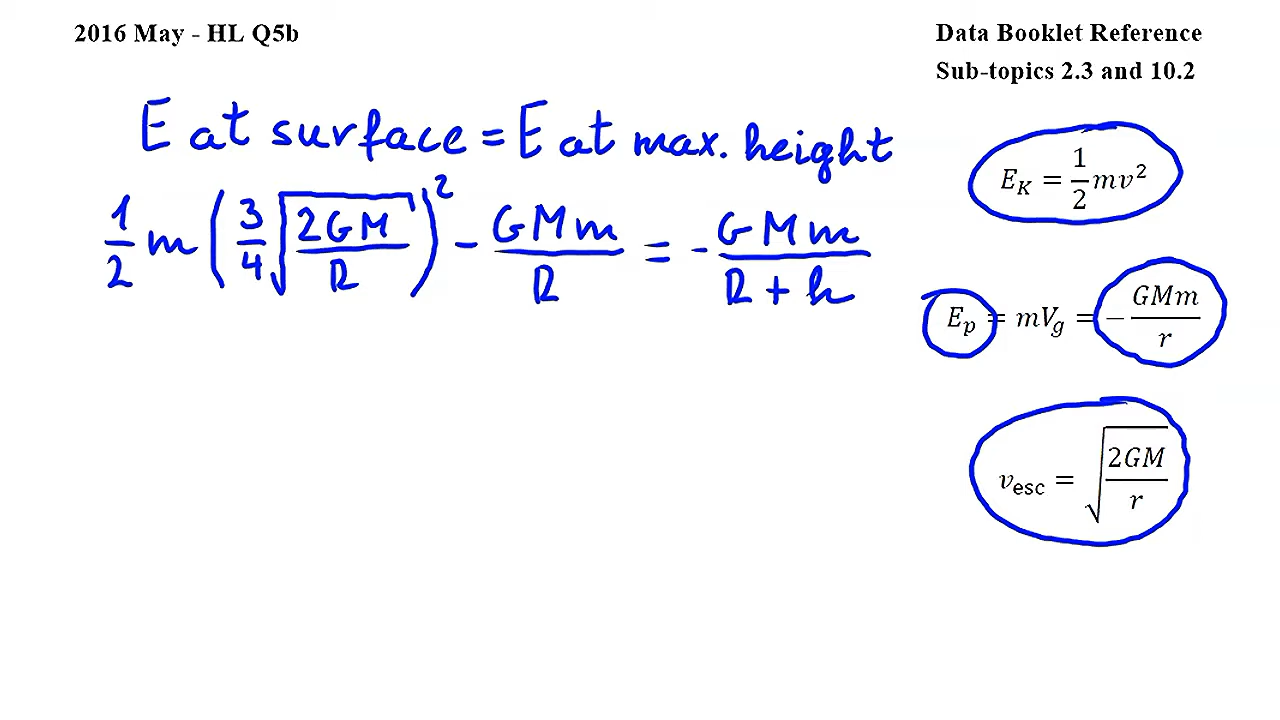 2016 May - HL Q5b
Data Booklet Reference
Sub-topics 2.3 and 10.2
E at surface = E at max. height
1/2 m (3/4 √(2GM/R))² - GMm/R = - GMm/(R + h)
E_K = 1/2 mv²
E_p = mV_g = - GMm/r
v_esc = √(2GM/r)